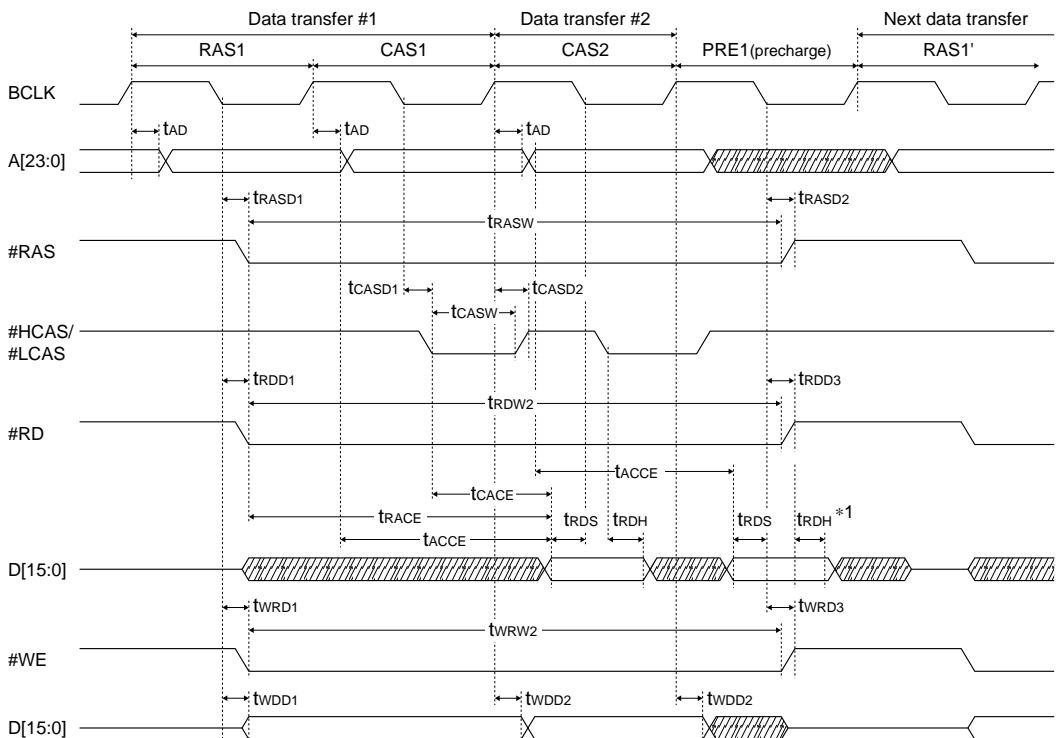 Data transfer #1 Data transfer #2 Next data transfer
RAS1 CAS1 CAS2 PRE1(precharge) RAS1'
BCLK
tAD tAD tAD
A[23:0]
tRASD1 tRASD2
tRASW
#RAS
tCASD1 tCASD2
tCASW
#HCAS/
#LCAS
tRDD1 tRDD3
tRDW2
#RD
tACCE
tCACE
tRACE tRDS tRDH tRDS tRDH *1
tACCE
D[15:0]
tWRD1 tWRD3
tWRW2
#WE
tWDD1 tWDD2 tWDD2
D[15:0]